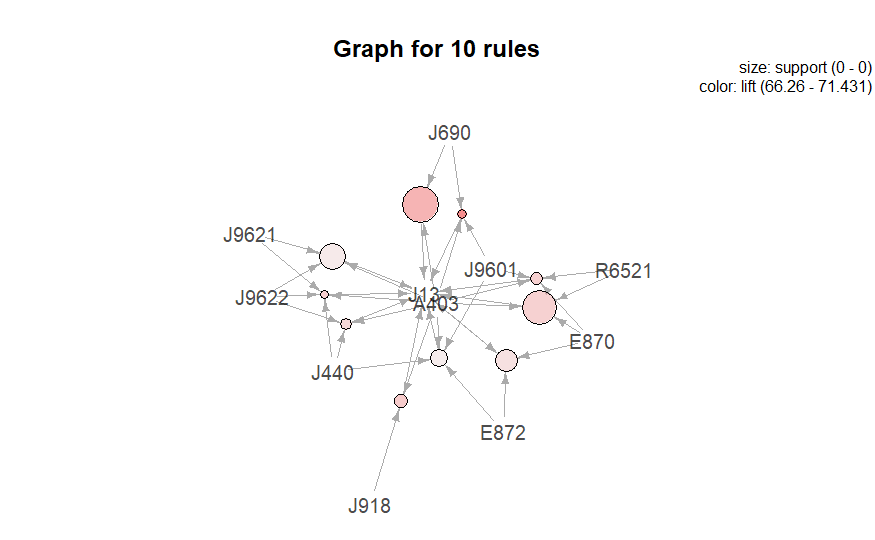 Graph for 10 rules
size: support (0 - 0)
color: lift (66.26 - 71.431)
J690
J9621
J9601
R6521
J13
J9622
A403
E870
J440
E872
J918